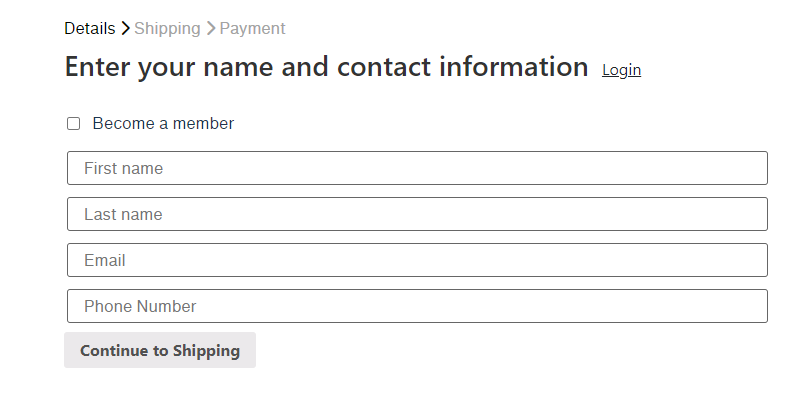 Details Shipping Payment
Enter your name and contact information Login
Become a member
First name
Last name
Email
Phone Number
Continue to Shipping